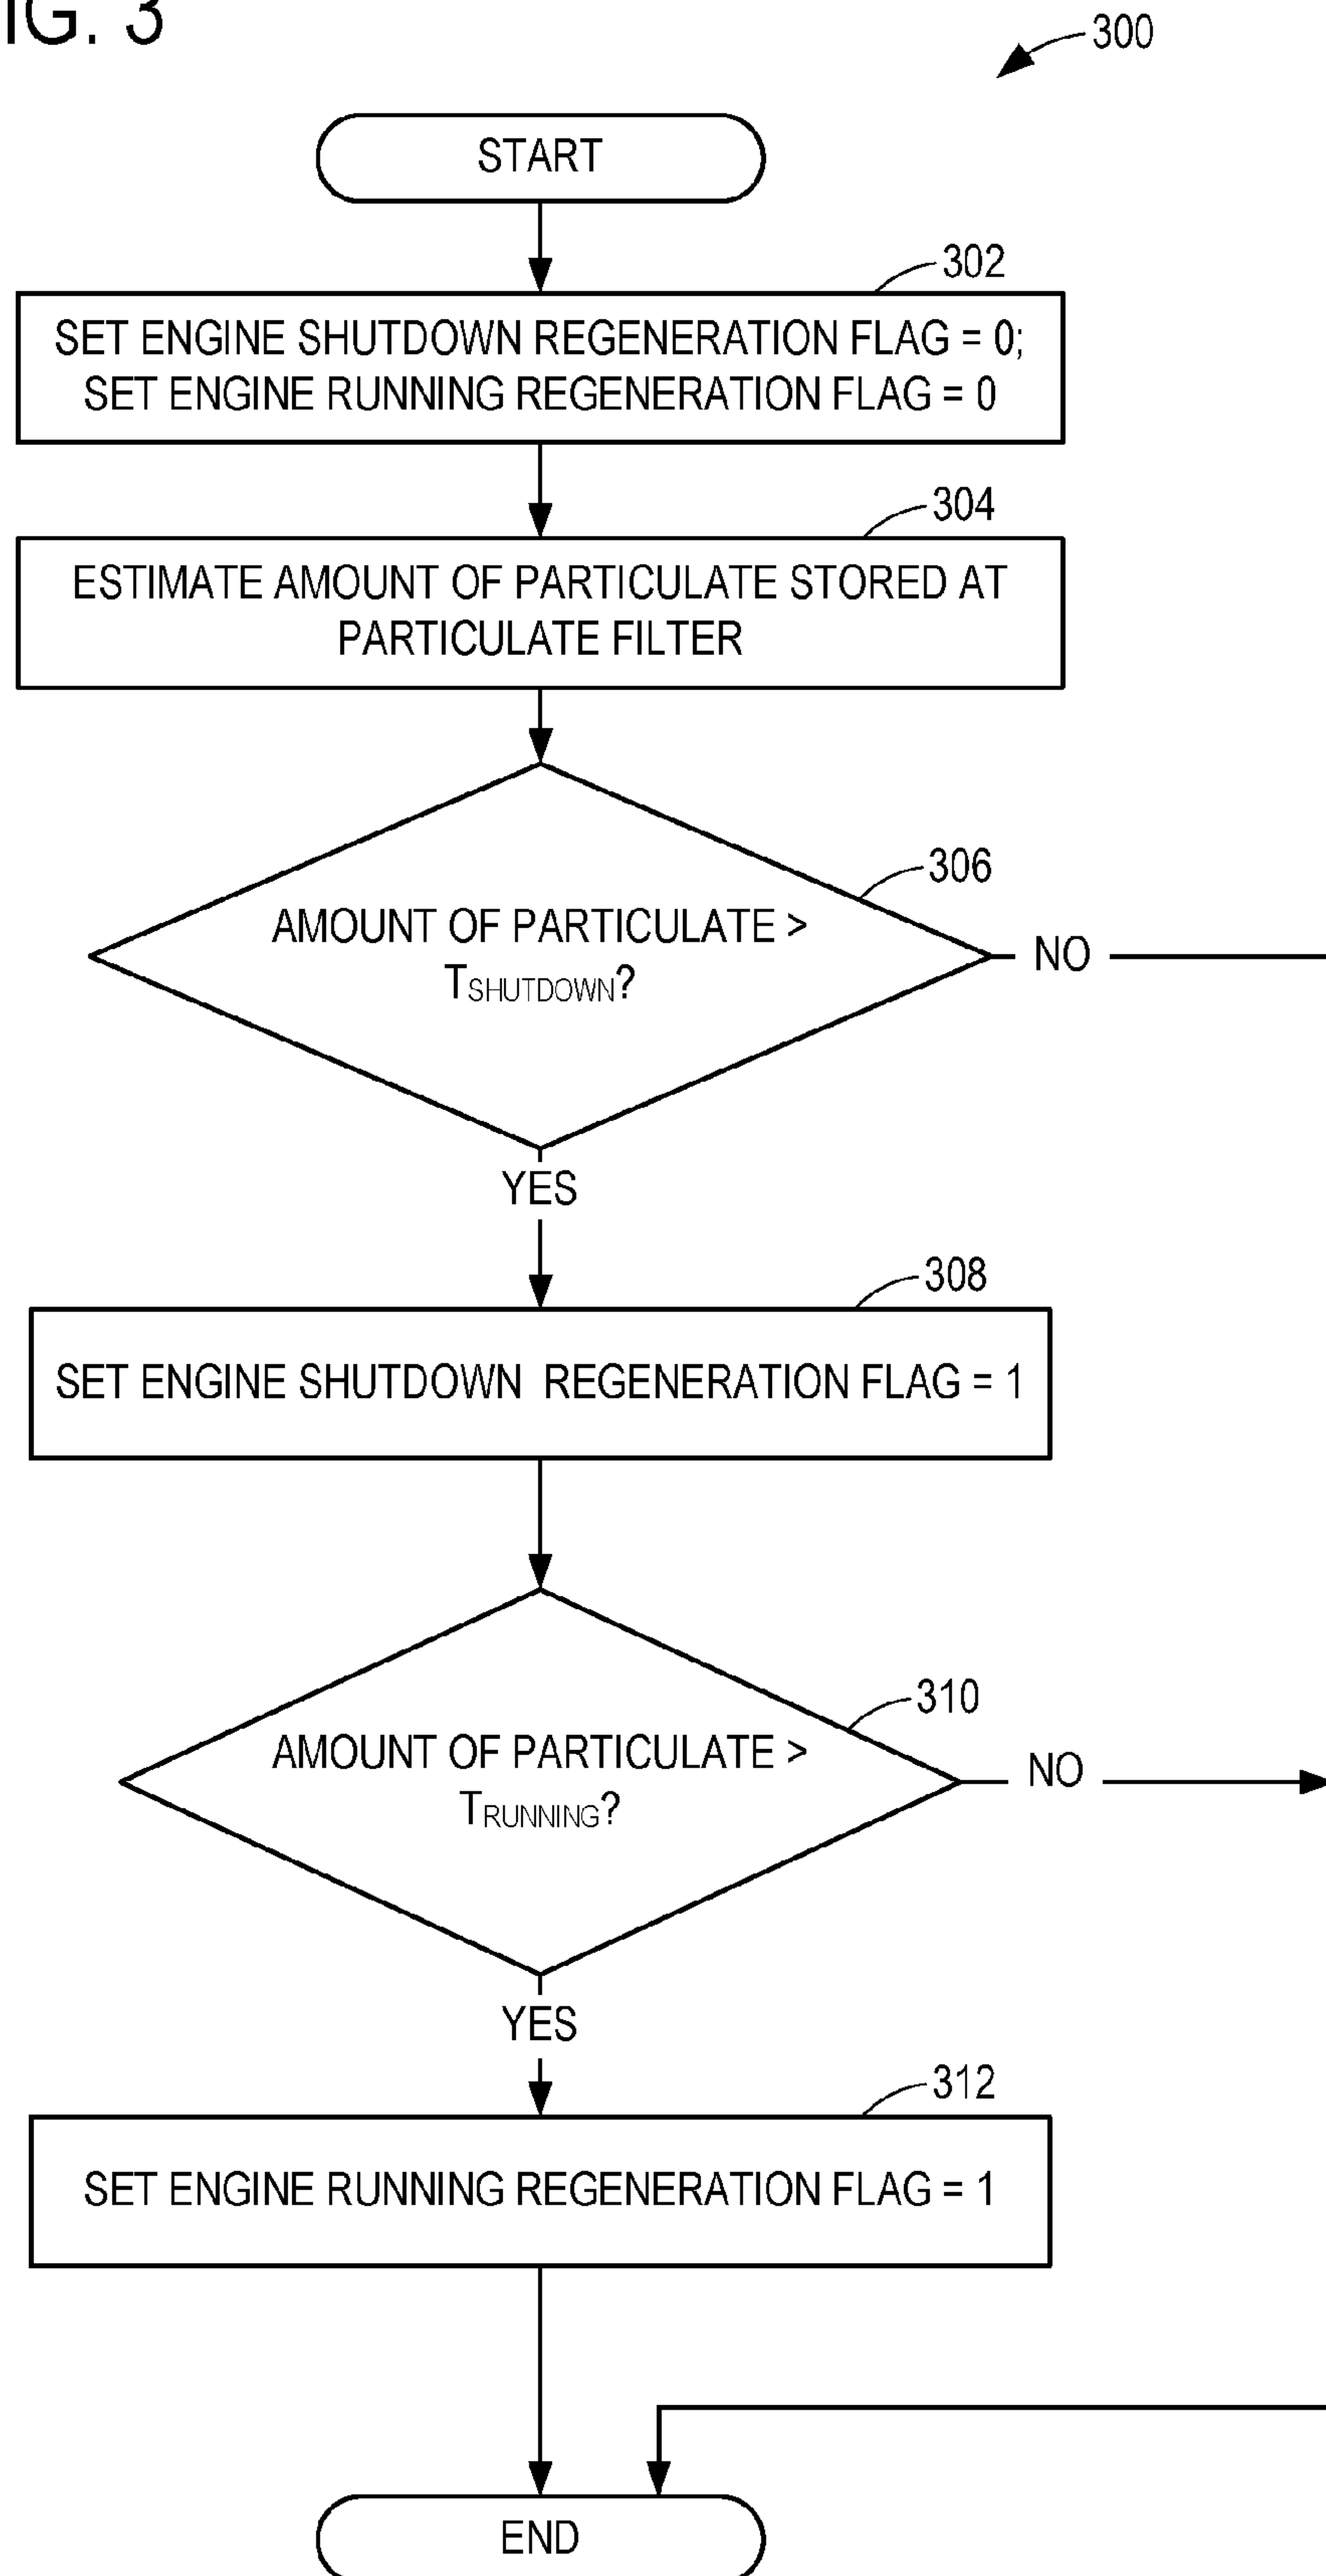 IG. 3
300
START
302
SET ENGINE SHUTDOWN REGENERATION FLAG = 0;
SET ENGINE RUNNING REGENERATION FLAG = 0
304
ESTIMATE AMOUNT OF PARTICULATE STORED AT
PARTICULATE FILTER
306
AMOUNT OF PARTICULATE >
TSHUTDOWN?
NO
YES
308
SET ENGINE SHUTDOWN REGENERATION FLAG = 1
310
AMOUNT OF PARTICULATE >
TRUNNING?
NO
YES
312
SET ENGINE RUNNING REGENERATION FLAG = 1
END